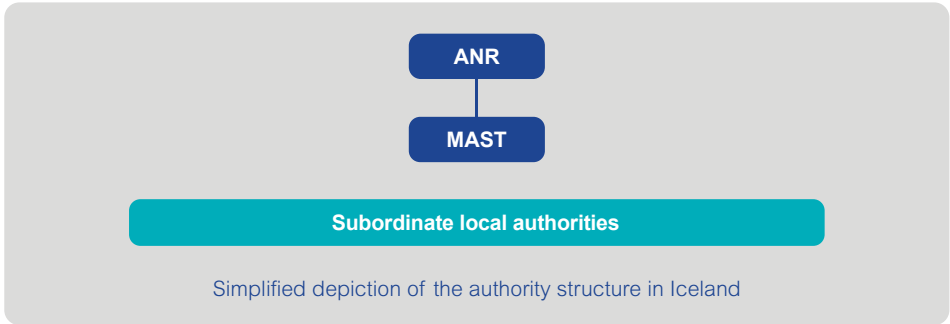 ANR
MAST
Subordinate local authorities
Simplified depiction of the authority structure in Iceland